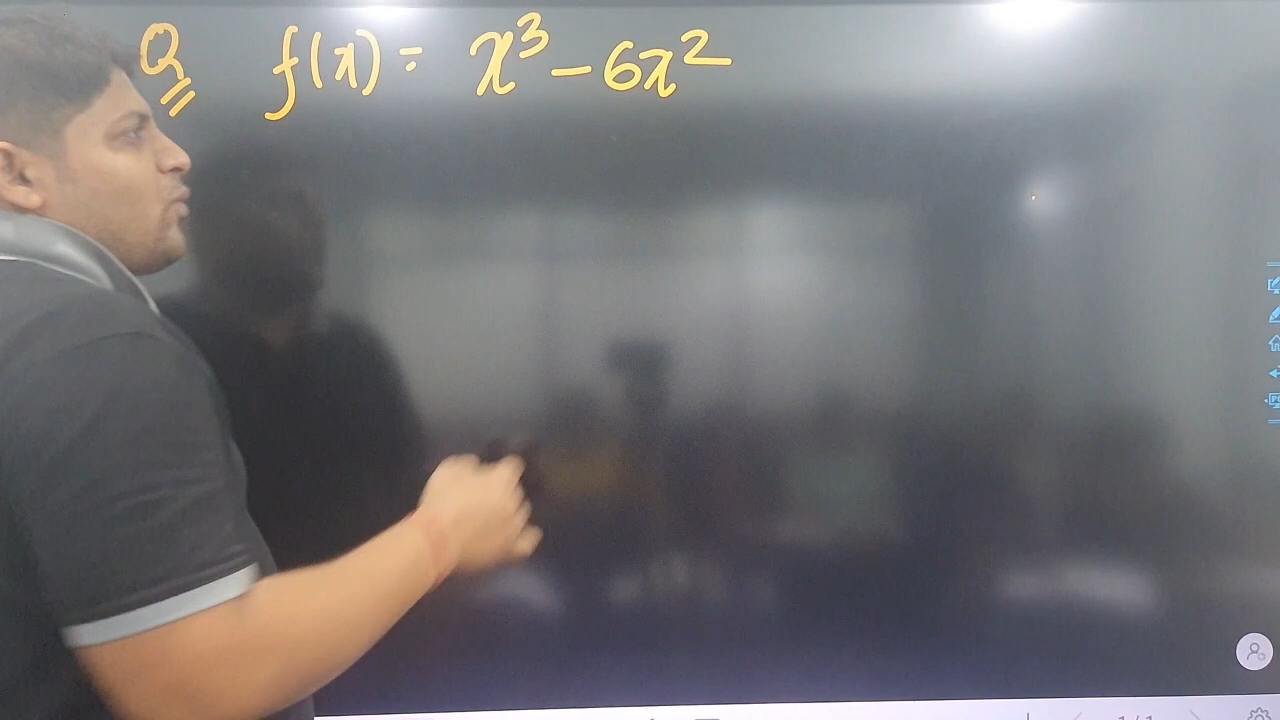 Q f(x) = x³ - 6x²